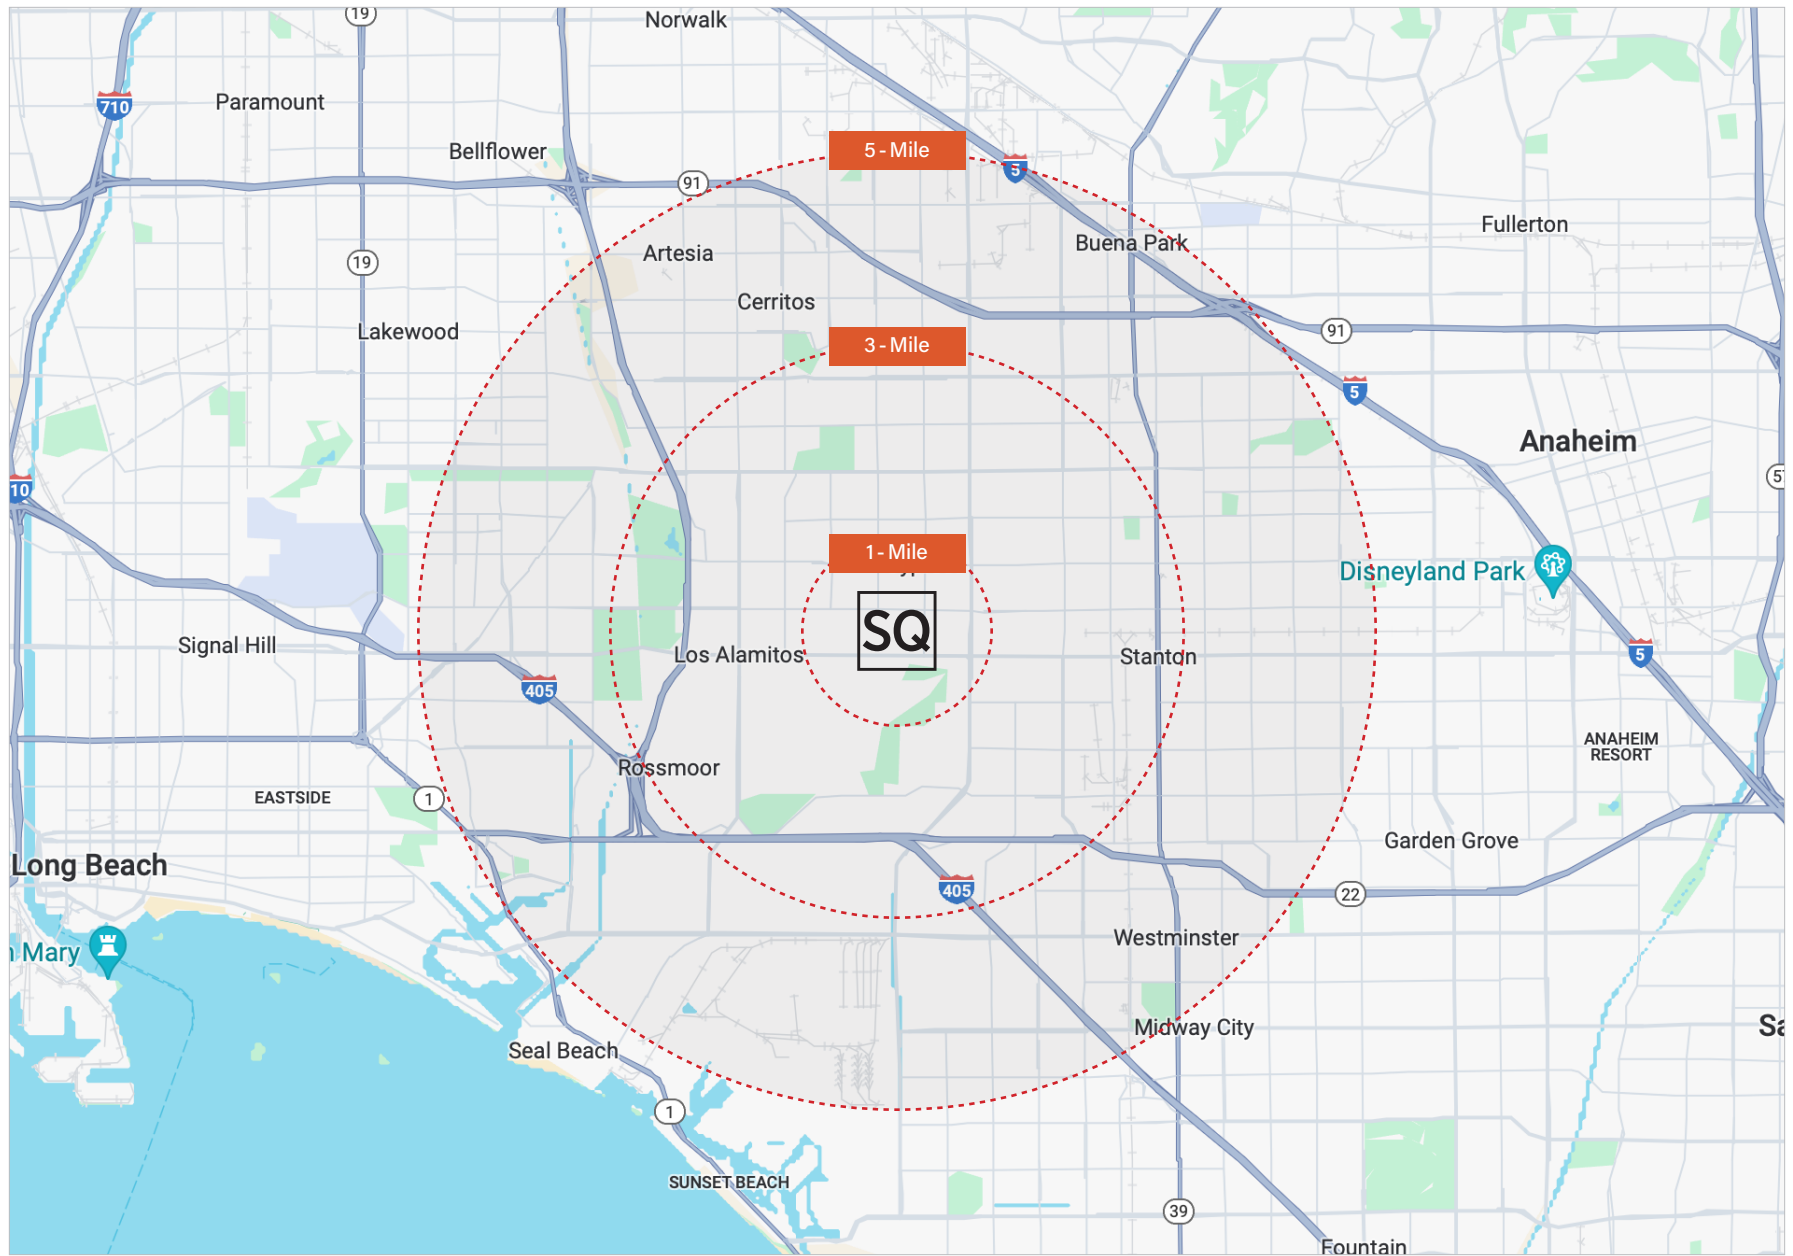 19
Norwalk
710
Paramount
Bellflower
5 - Mile
5
91
Fullerton
Buena Park
Artesia
19
Cerritos
Lakewood
91
3 - Mile
5
Anaheim
10
1 - Mile
Disneyland Park
SQ
Signal Hill
Los Alamitos
Stanton
5
405
ANAHEIM
RESORT
Rossmoor
EASTSIDE
1
Garden Grove
Long Beach
405
22
Westminster
Mary
Midway City
Seal Beach
1
SUNSET BEACH
39
Fountain